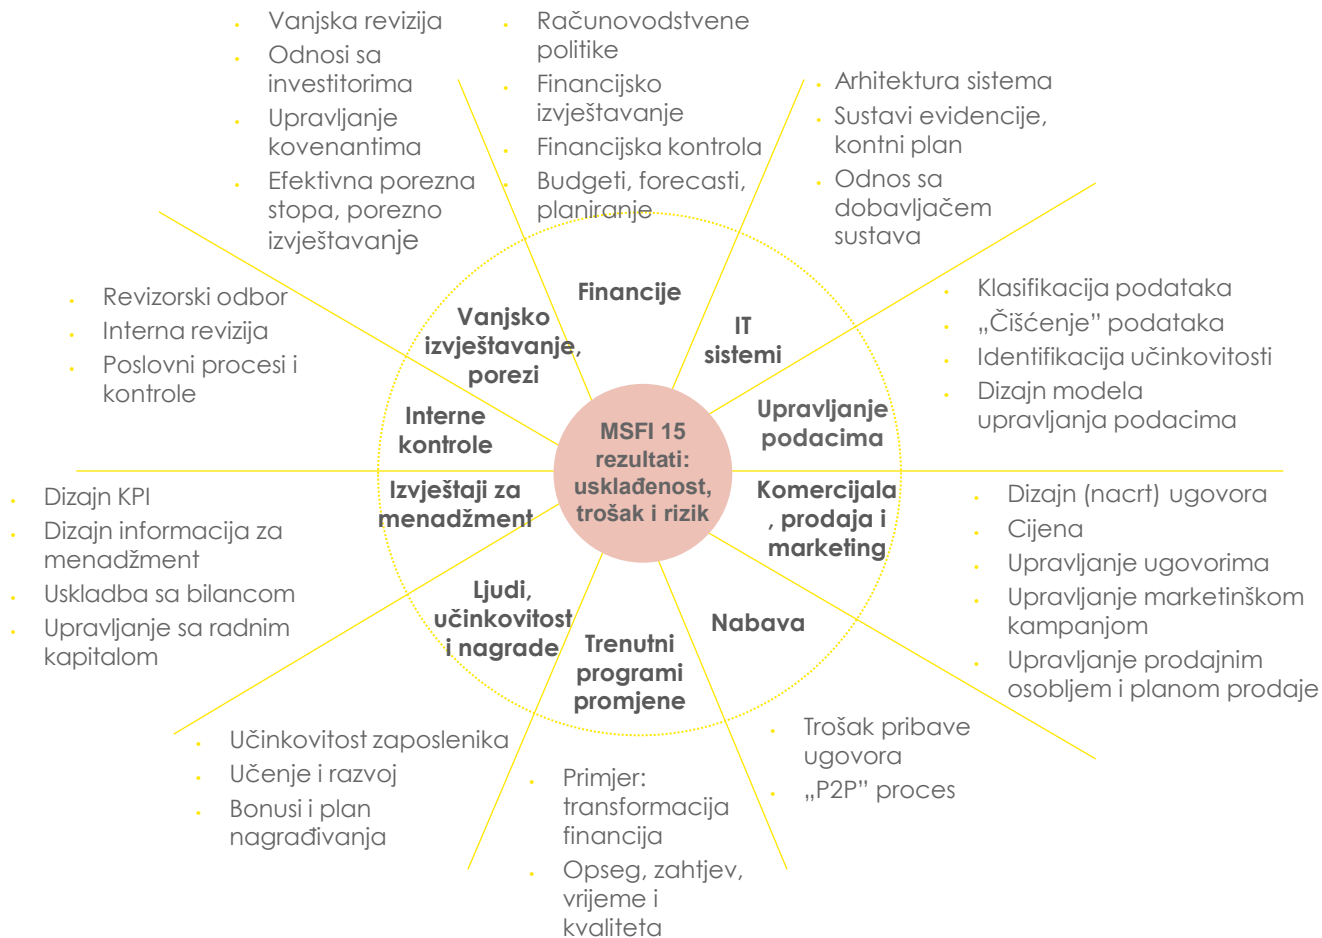 Vanjska revizija
Odnosi sa
investitorima
Upravljanje
kovenantima
Efektivna porezna
stopa, porezno
izvještavanje
Računovodstvene
politike
Financijsko
izvještavanje
Financijska kontrola
Budgeti, forecasti,
planiranje
Arhitektura sistema
Sustavi evidencije,
kontni plan
Odnos sa
dobavljačem
sustava
Revizorski odbor
Interna revizija
Poslovni procesi i
kontrole
Klasifikacija podataka
„Čišćenje” podataka
Identifikacija učinkovitosti
Dizajn modela
upravljanja podacima
Financije
Vanjsko
izvještavanje,
porezi
IT
sistemi
Interne
kontrole
Upravljanje
podacima
MSFI 15
rezultati:
usklađenost,
trošak i rizik
Izvještaji za
menadžment
Komercijala
, prodaja i
marketing
Ljudi,
učinkovitost
i nagrade
Trenutni
programi
promjene
Nabava
Dizajn KPI
Dizajn informacija za
menadžment
Uskladba sa bilancom
Upravljanje sa radnim
kapitalom
Dizajn (nacrt) ugovora
Cijena
Upravljanje ugovorima
Upravljanje marketinškom
kampanjom
Upravljanje prodajnim
osobljem i planom prodaje
Učinkovitost zaposlenika
Učenje i razvoj
Bonusi i plan
nagrađivanja
Primjer:
transformacija
financija
Opseg, zahtjev,
vrijeme i
kvaliteta
Trošak pribave
ugovora
„P2P” proces